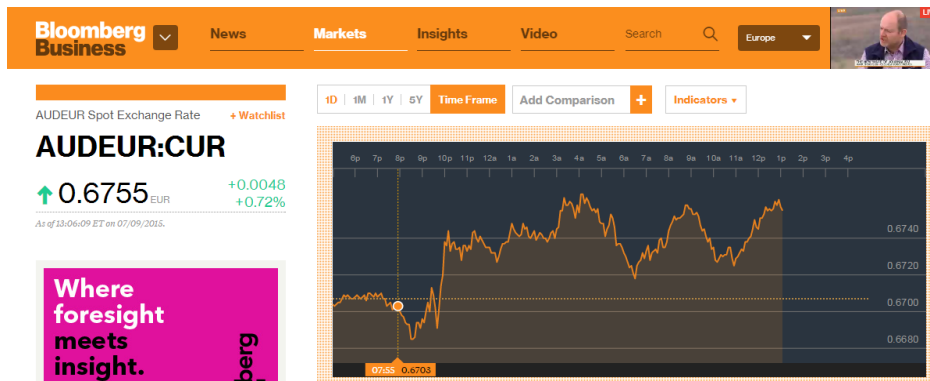 Bloomberg
Business
News
Markets
Insights
Video
Search
Europe
AUDEUR Spot Exchange Rate
+ Watchlist
AUDEUR:CUR
0.6755 EUR
+0.0048
+0.72%
As of 13:06:09 ET on 07/09/2015.
Where
foresight
meets
insight.
1D 1M 1Y 5Y Time Frame
Add Comparison +
Indicators
6p 7p 8p 9p 10p 11p 12a 1a 2a 3a 4a 5a 6a 7a 8a 9a 10a 11a 12p 1p 2p 3p 4p
0.6740
0.6720
0.6700
0.6680
07:55 0.6703